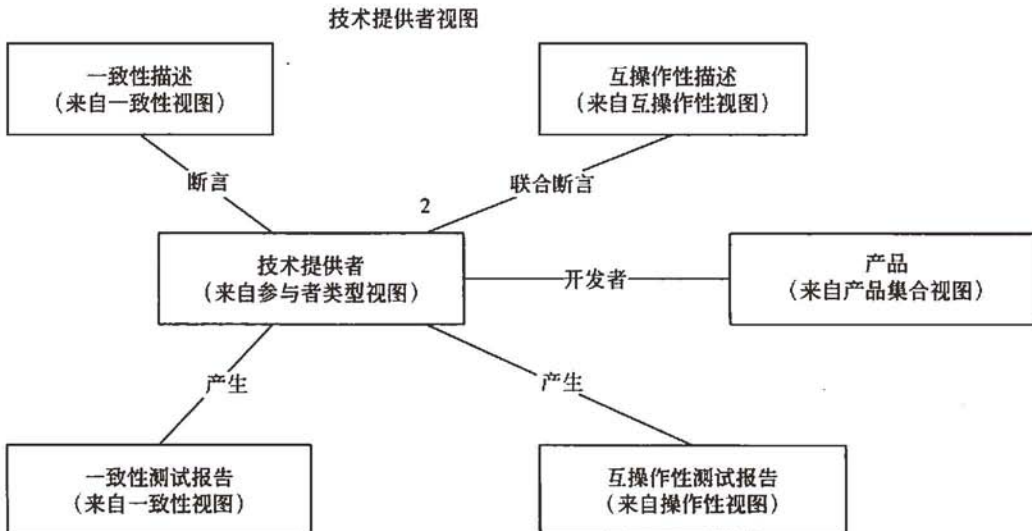 技术提供者视图
一致性描述
（来自一致性视图）
互操作性描述
（来自互操作性视图）
断言
联合断言
2
技术提供者
（来自参与者类型视图）
开发者
产品
（来自产品集合视图）
产生
产生
一致性测试报告
（来自一致性视图）
互操作性测试报告
（来自操作性视图）